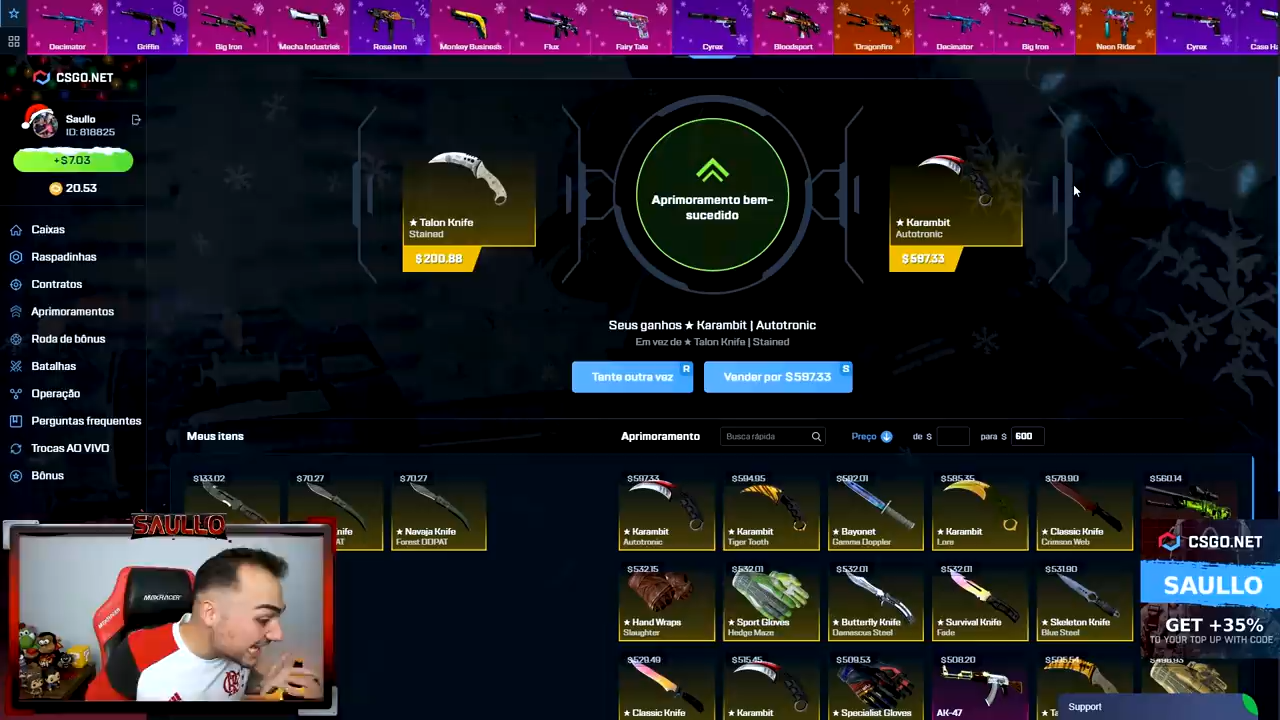 Decimator
Griffin
Big Iron
Mecha Industries
Rose Iron
Monkey Business
Flux
Fairy Tale
Cyrex
Bloodsport
'Dragonfire
Decimator
Big Iron
Neon Rider
Cyrex
CSGO.NET
Saullo
ID: 818825
+$7.03
20.53
Caixas
Raspadinhas
Contratos
Aprimoramentos
Roda de bônus
Batalhas
Operação
Perguntas frequentes
Trocas AO VIVO
Bônus
★ Talon Knife
Stained
$200.88
Aprimoramento bem-
sucedido
★ Karambit
Autotronic
$597.33
Seus ganhos ★ Karambit | Autotronic
Em vez de ★ Talon Knife | Stained
Tente outra vez R
Vender por $597.33 S
Meus itens
Aprimoramento
Busca rápida
Preço
de $
para $ 600
$133.02
$70.27
$70.27
★ Navaja Knife
Forest DDPAT
$597.33
$594.95
$592.01
$585.35
$578.90
$560.14
★ Karambit
Autotronic
★ Karambit
Tiger Tooth
★ Bayonet
Gamma Doppler
★ Karambit
Lore
★ Classic Knife
Crimson Web
$532.15
$532.01
$532.01
$532.01
$531.90
★ Hand Wraps
Slaughter
★ Sport Gloves
Hedge Maze
★ Butterfly Knife
Damascus Steel
★ Survival Knife
Fade
★ Skeleton Knife
Blue Steel
$529.49
$515.45
$509.53
$508.20
★ Classic Knife
★ Karambit
★ Specialist Gloves
AK-47
SAULLO
MAXRACER
CSGO.NET
SAULLO
GET +35%
TO YOUR TOP UP WITH CODE
Support